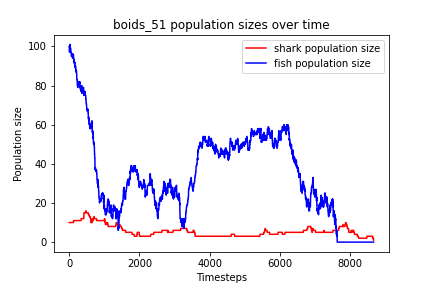 boids_51 population sizes over time
100
80
60
40
20
0
Population size
shark population size
fish population size
0 2000 4000 6000 8000
Timesteps